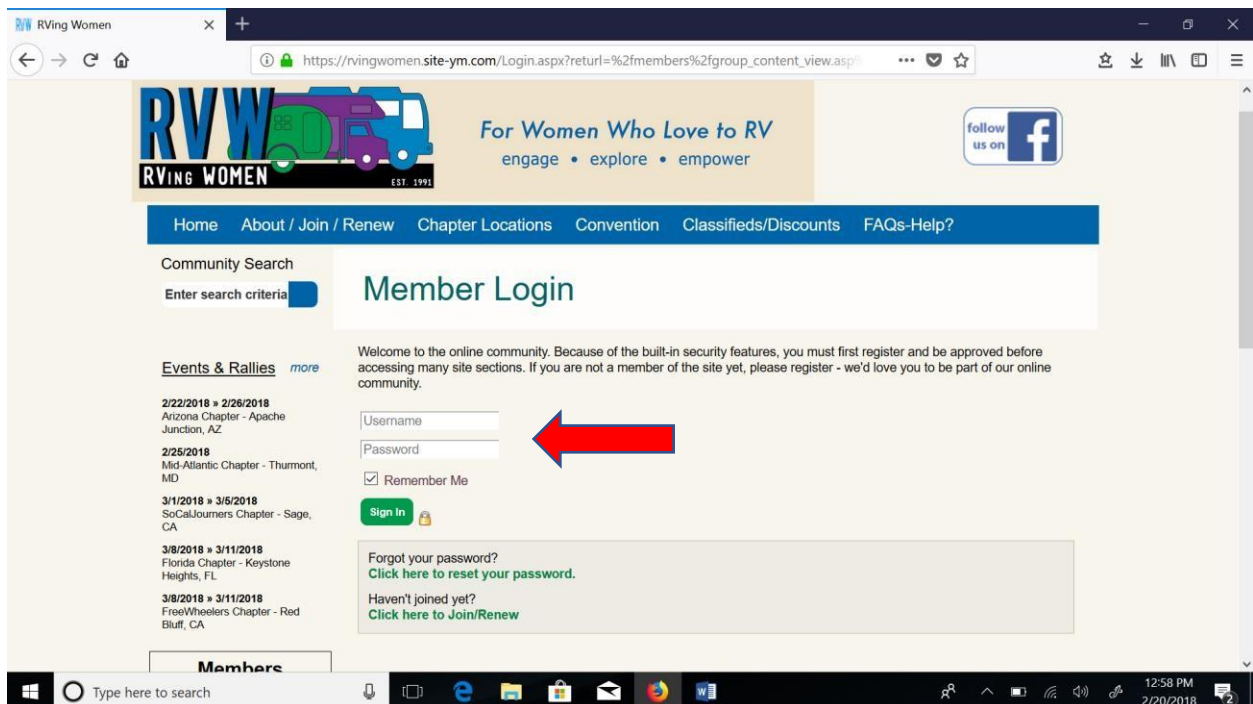 RVing Women
https://rvingwomen.site-ym.com/Login.aspx?returl=%2fmembers%2fgroup_content_view.asp
RVW
RVING WOMEN
EST. 1991
88
For Women Who Love to RV
engage • explore • empower
follow
us on
f
Home About / Join / Renew Chapter Locations Convention Classifieds/Discounts FAQs-Help?
Community Search
Enter search criteria
Member Login
Events & Rallies more
2/22/2018 » 2/26/2018
Arizona Chapter - Apache
Junction, AZ
2/25/2018
Mid-Atlantic Chapter - Thurmont,
MD
3/1/2018 » 3/5/2018
SoCalJourners Chapter - Sage,
CA
3/8/2018 » 3/11/2018
Florida Chapter - Keystone
Heights, FL
3/8/2018 » 3/11/2018
FreeWheelers Chapter - Red
Bluff, CA
Members
Welcome to the online community. Because of the built-in security features, you must first register and be approved before
accessing many site sections. If you are not a member of the site yet, please register - we'd love you to be part of our online
community.
Username
Password
Remember Me
Sign In
Forgot your password?
Click here to reset your password.
Haven't joined yet?
Click here to Join/Renew
Type here to search
12:58 PM
2/20/2018
2